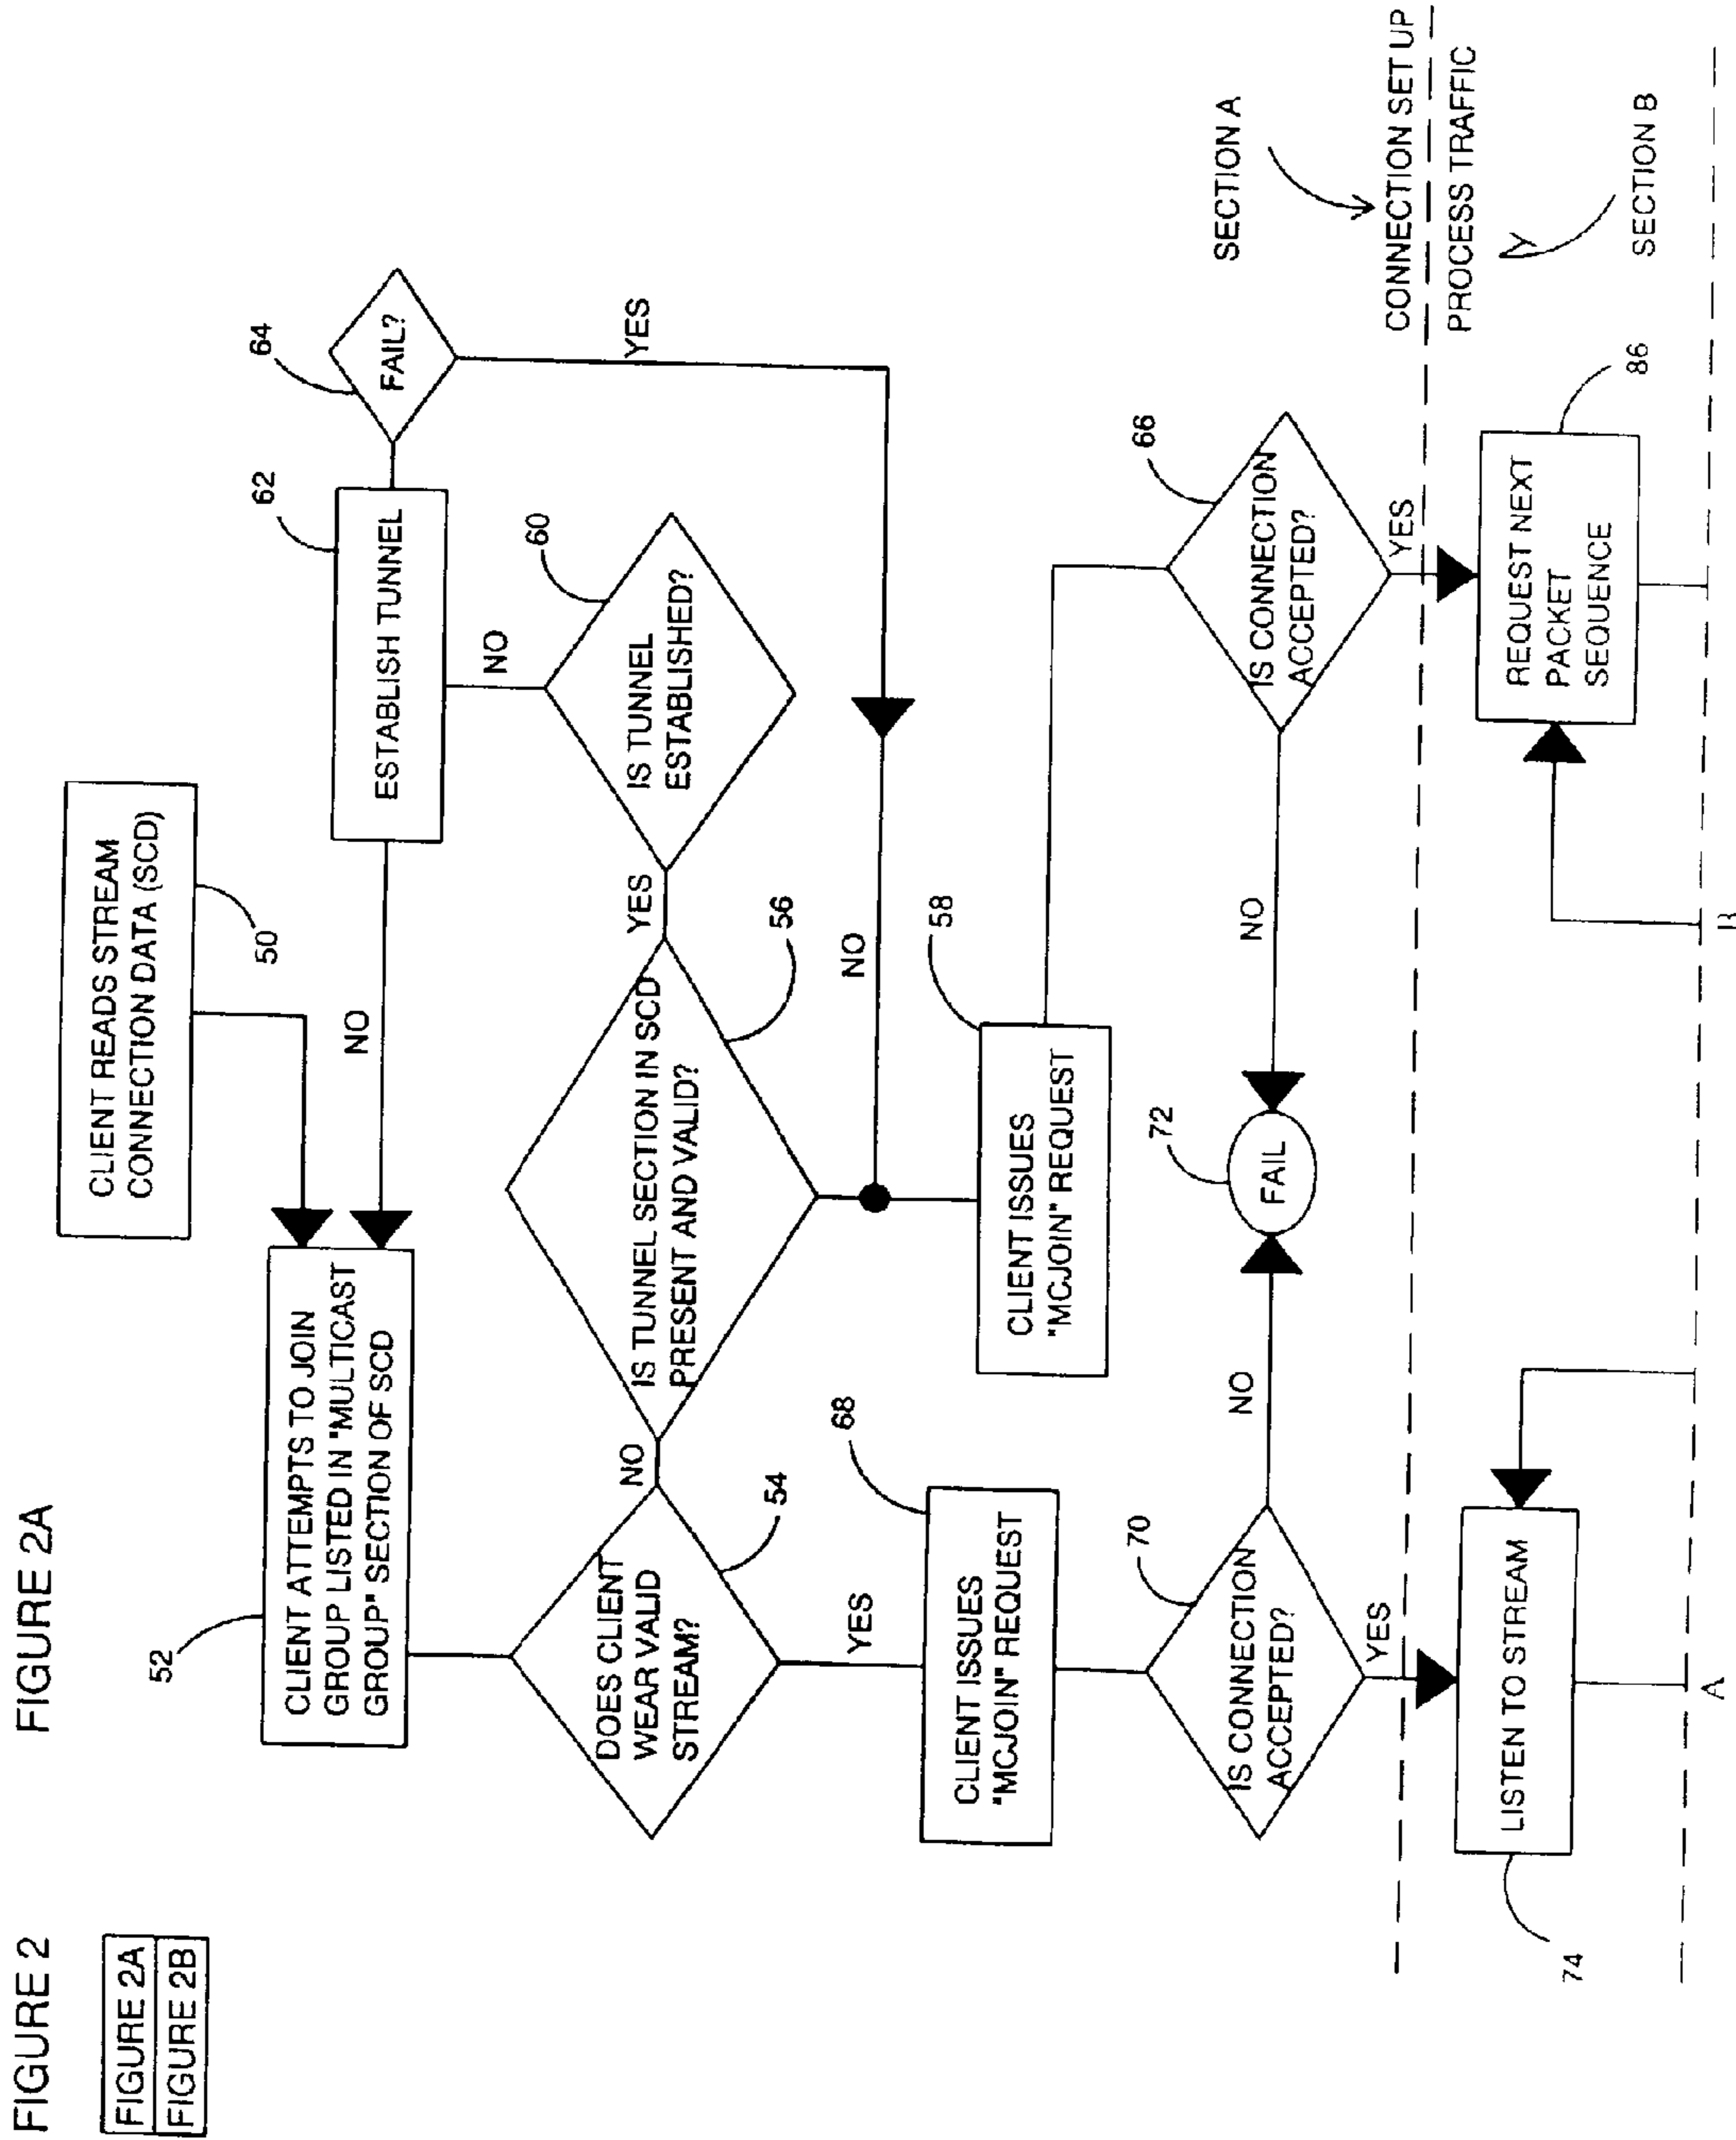 FIGURE 2
FIGURE 2A
FIGURE 2B
FIGURE 2A
CLIENT READS STREAM
CONNECTION DATA (SCD)
50
52
CLIENT ATTEMPTS TO JOIN
GROUP LISTED IN "MULTICAST
GROUP" SECTION OF SCD
NO
62
ESTABLISH TUNNEL
64
FAIL?
YES
NO
60
IS TUNNEL
ESTABLISHED?
YES
IS TUNNEL SECTION IN SCD
PRESENT AND VALID?
56
NO
DOES CLIENT
WEAR VALID
STREAM?
54
YES
NO
68
CLIENT ISSUES
"MCJOIN" REQUEST
58
CLIENT ISSUES
"MCJOIN" REQUEST
70
IS CONNECTION
ACCEPTED?
NO
72
FAIL
NO
66
IS CONNECTION
ACCEPTED?
YES
YES
SECTION A
CONNECTION SET UP
PROCESS TRAFFIC
SECTION B
74
LISTEN TO STREAM
REQUEST NEXT
PACKET
SEQUENCE
86
A
B